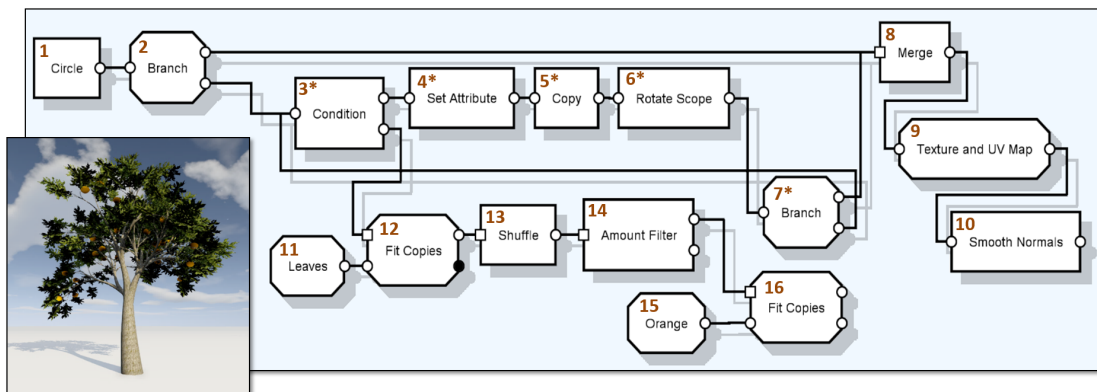 1
Circle
2
Branch
3*
Condition
4*
Set Attribute
5*
Copy
6*
Rotate Scope
7*
Branch
8
Merge
9
Texture and UV Map
10
Smooth Normals
11
Leaves
12
Fit Copies
13
Shuffle
14
Amount Filter
15
Orange
16
Fit Copies